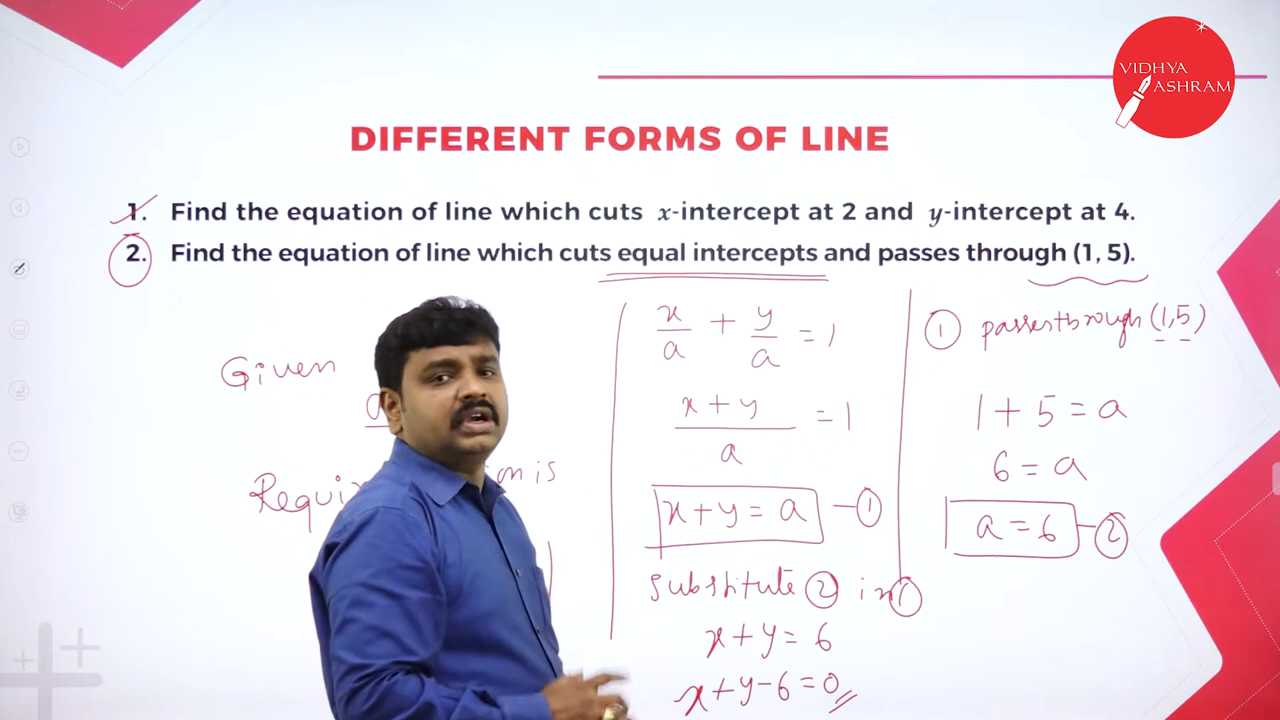 VIDHYA
ASHRAM
DIFFERENT FORMS OF LINE
1. Find the equation of line which cuts x-intercept at 2 and y-intercept at 4.
2. Find the equation of line which cuts equal intercepts and passes through (1, 5).
Given
a
Requi
on is
x/a + y/a = 1
x + y / a = 1
x + y = a — ①
Substitute ② in ①
x + y = 6
x + y - 6 = 0
① passes through (1,5)
1 + 5 = a
6 = a
a = 6 — ②